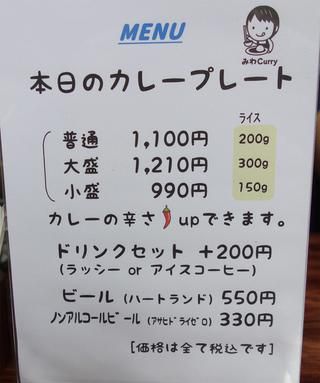 MENU
みわCurry
本日のカレープレート
ライス
普通 1,100円 200g
大盛 1,210円 300g
小盛 990円 150g
カレーの辛さupできます。
ドリンクセット +200円
(ラッシー or アイスコーヒー)
ビール (ハートランド) 550円
ノンアルコールビール (アサヒドライゼロ) 330円
[価格は全て税込です]